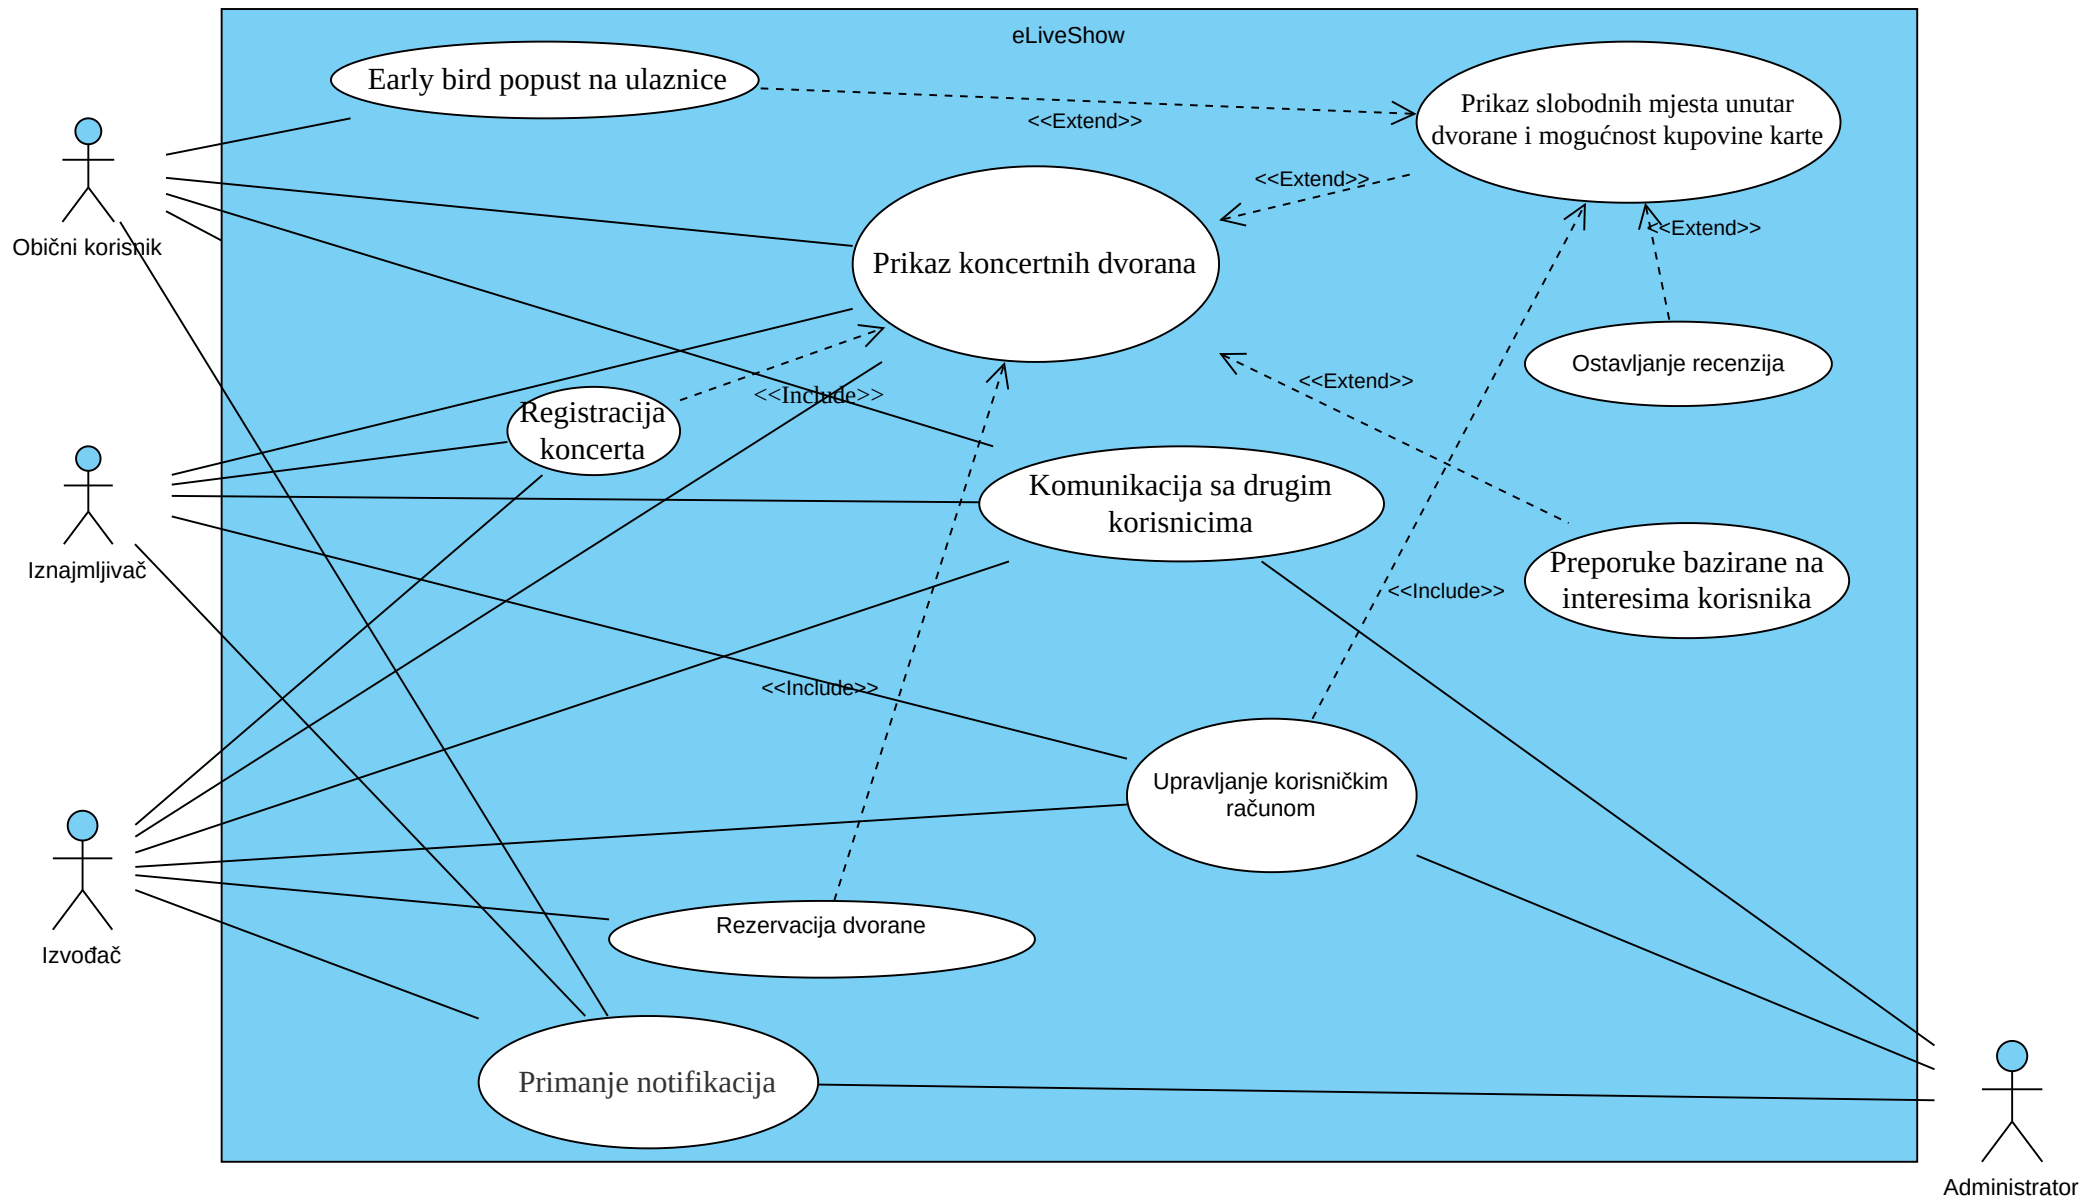 eLiveShow
Early bird popust na ulaznice
Prikaz slobodnih mjesta unutar
dvorane i mogućnost kupovine karte
<<Extend>>
<<Extend>>
<<Extend>>
Obični korisnik
Prikaz koncertnih dvorana
Ostavljanje recenzija
<<Extend>>
<<Include>>
Registracija
koncerta
Komunikacija sa drugim
korisnicima
Iznajmljivač
Preporuke bazirane na
interesima korisnika
<<Include>>
<<Include>>
Upravljanje korisničkim
računom
Rezervacija dvorane
Izvođač
Primanje notifikacija
Administrator